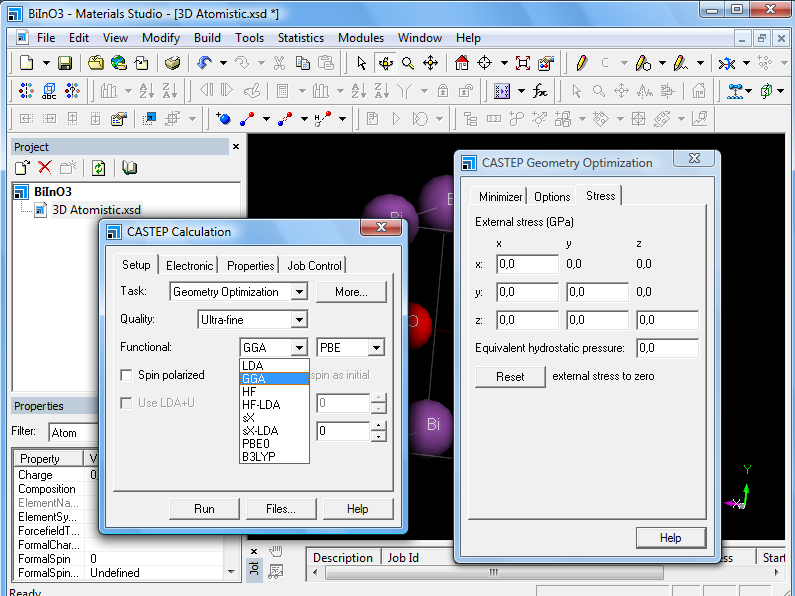 BiInO3 - Materials Studio - [3D Atomistic.xsd *]
File Edit View Modify Build Tools Statistics Modules Window Help
Project
BiInO3
3D Atomistic.xsd
Properties
Filter: Atom
Property V
Charge 0,
Composition
ElementNa...
ElementSy...
ForcefieldT...
FormalChar...
FormalSpin 0
FormalSpin... Undefined
Ready
CASTEP Calculation
Setup Electronic Properties Job Control
Task: Geometry Optimization More...
Quality: Ultra-fine
Functional: GGA PBE
LDA
GGA
HF
HF-LDA
sX
sX-LDA
PBE0
B3LYP
Spin polarized spin as initial
Use LDA+U 0
0
Run Files... Help
Bi
O
Bi
CASTEP Geometry Optimization
Minimizer Options Stress
External stress (GPa)
x y z
x: 0,0 0,0 0,0
y: 0,0 0,0 0,0
z: 0,0 0,0 0,0
Equivalent hydrostatic pressure: 0,0
Reset external stress to zero
Help
Y
X
Job
Description Job Id ess Start